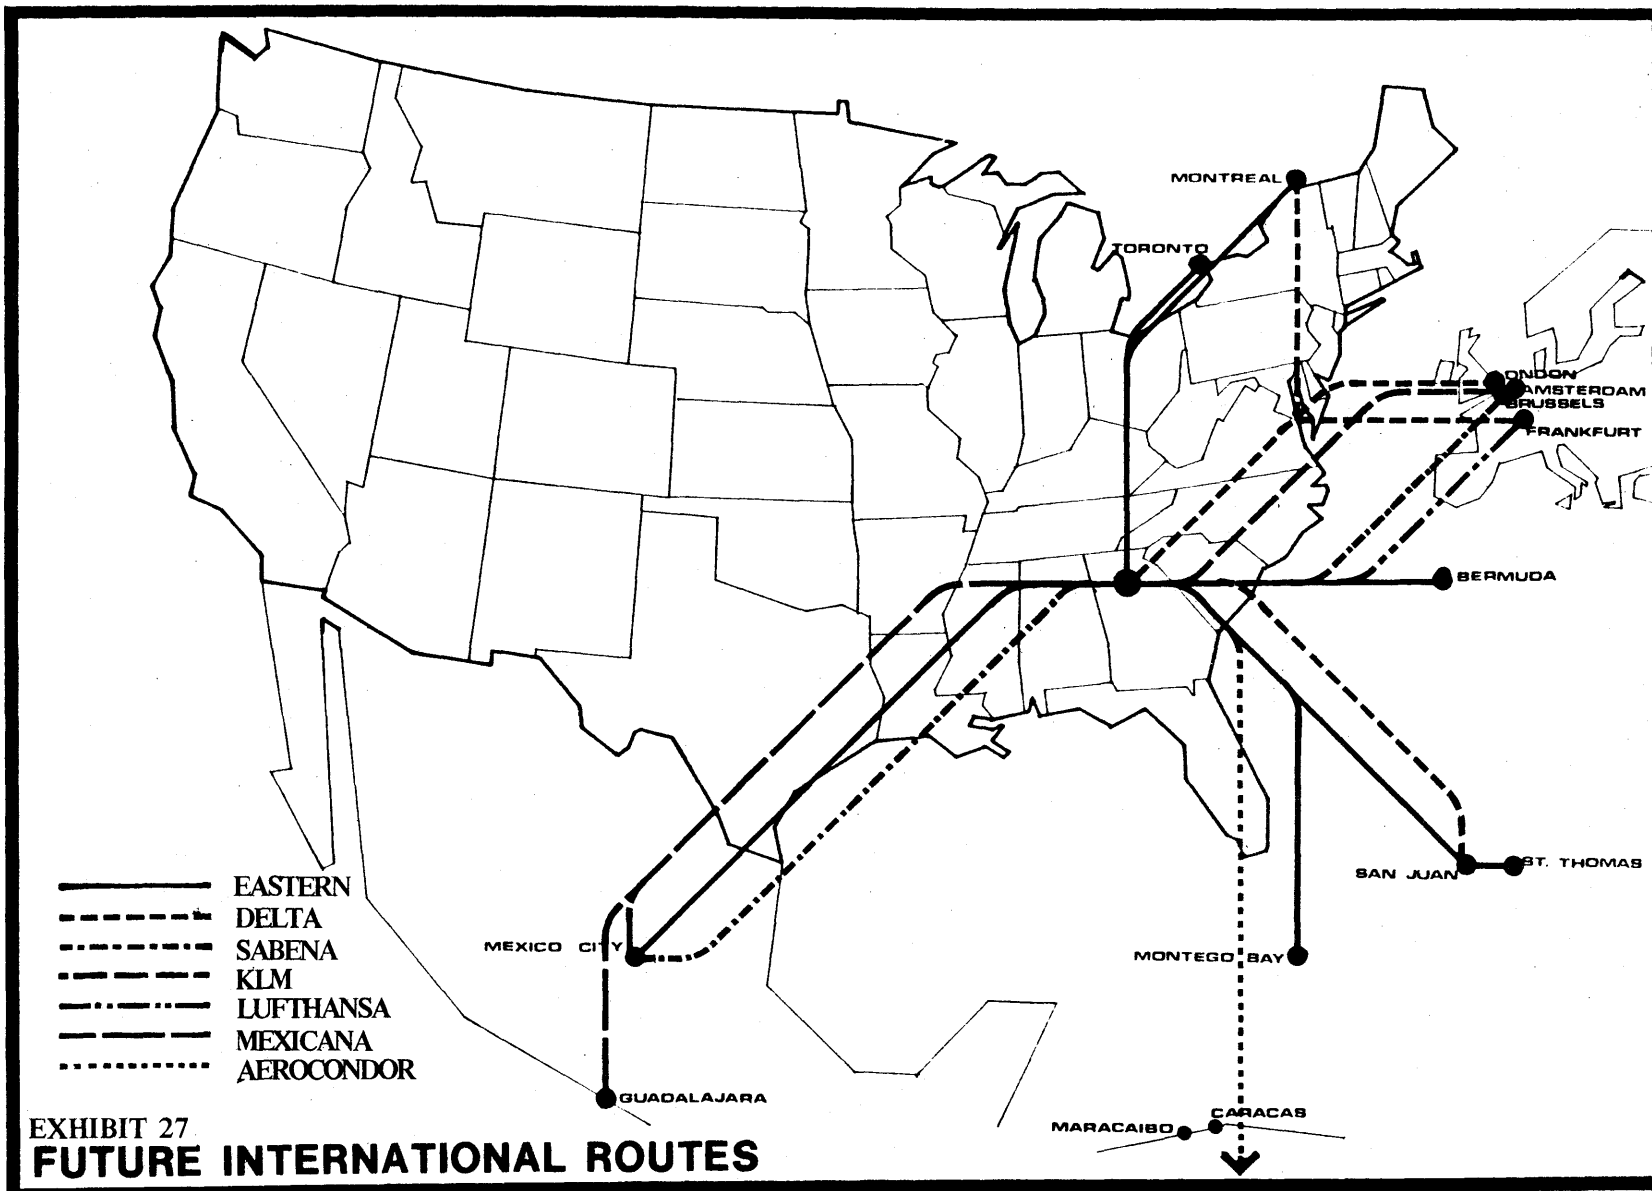 MONTREAL
TORONTO
ONDON
AMSTERDAM
BRUSSELS
FRANKFURT
BERMUDA
ST. THOMAS
SAN JUAN
MEXICO CITY
MONTEGO BAY
EASTERN
DELTA
SABENA
KLM
LUFTHANSA
MEXICANA
AEROCONDOR
GUADALAJARA
CARACAS
MARACAIBO
EXHIBIT 27
FUTURE INTERNATIONAL ROUTES